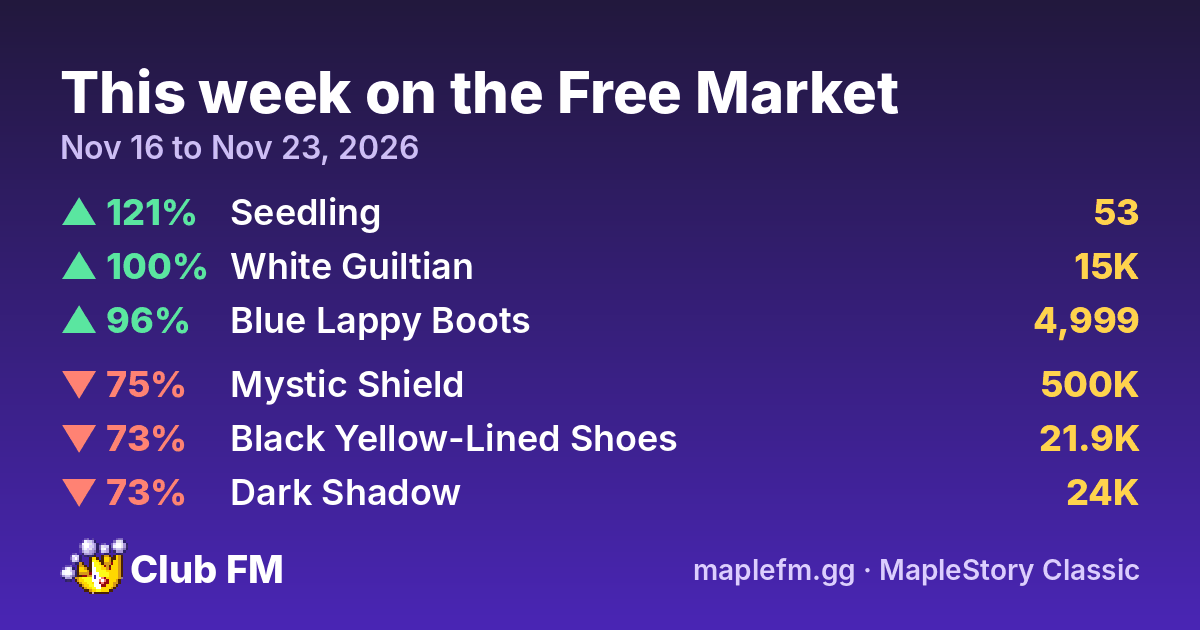 This week on the Free Market
Nov 16 to Nov 23, 2026
▲ 121% Seedling 53
▲ 100% White Guiltian 15K
▲ 96% Blue Lappy Boots 4,999
▼ 75% Mystic Shield 500K
▼ 73% Black Yellow-Lined Shoes 21.9K
▼ 73% Dark Shadow 24K
Club FM
maplefm.gg · MapleStory Classic